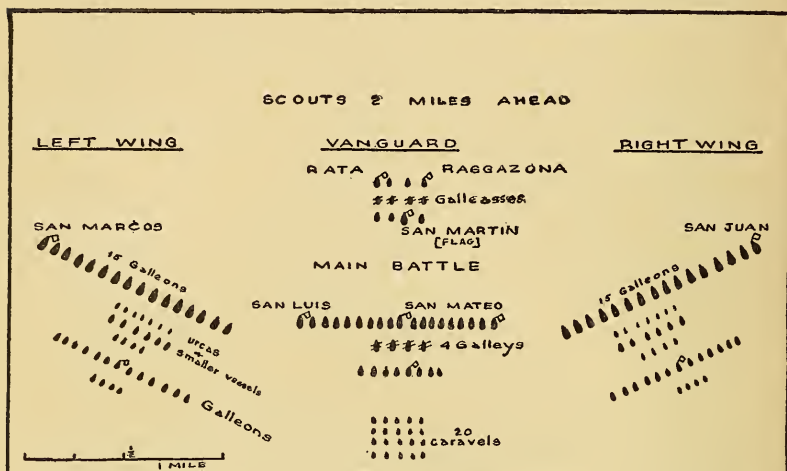 SCOUTS 2 MILES AHEAD
LEFT WING
VANGUARD
RIGHT WING
RATA
RAGGAZONA
Galleasses
SAN MARCOS
SAN MARTIN
[FLAG]
SAN JUAN
15 Galleons
MAIN BATTLE
15 Galleons
SAN LUIS
SAN MATEO
urcas
+
smaller vessels
4 Galleys
Galleons
20
caravels
½
1 MILE